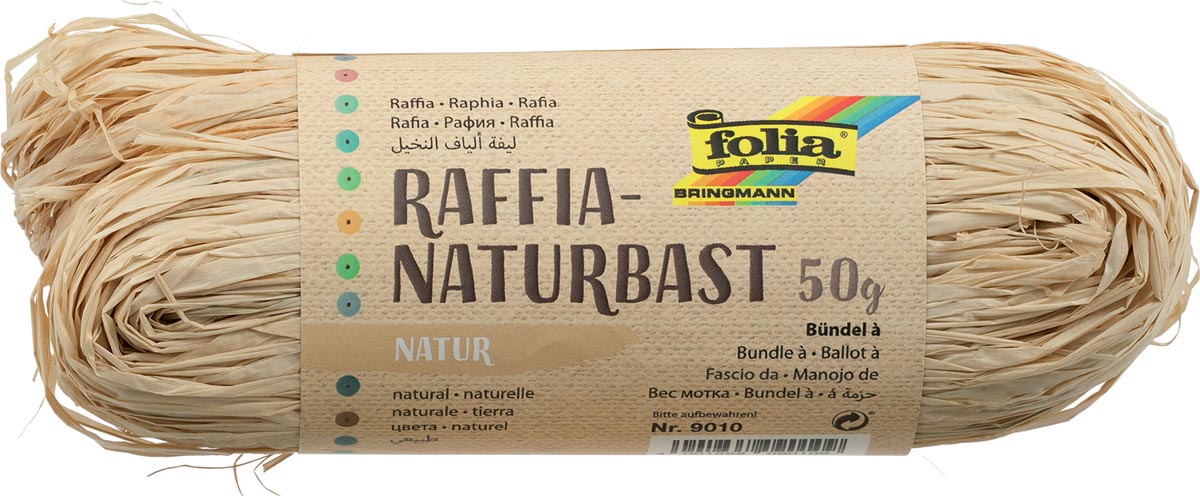 Raffia • Raphia • Rafia
Rafia • Рафия • Raffia
ليفة ألياف النخيل
folia®
PAPER
BRINGMANN
RAFFIA-
NATURBAST 50g
NATUR
Bündel à
Bundle à • Ballot à
Fascio da • Manojo de
Вес мотка • Bundel à • á حزمة
natural • naturelle
naturale • tierra
цвета • naturel
طبيعي
Bitte aufbewahren!
Nr. 9010